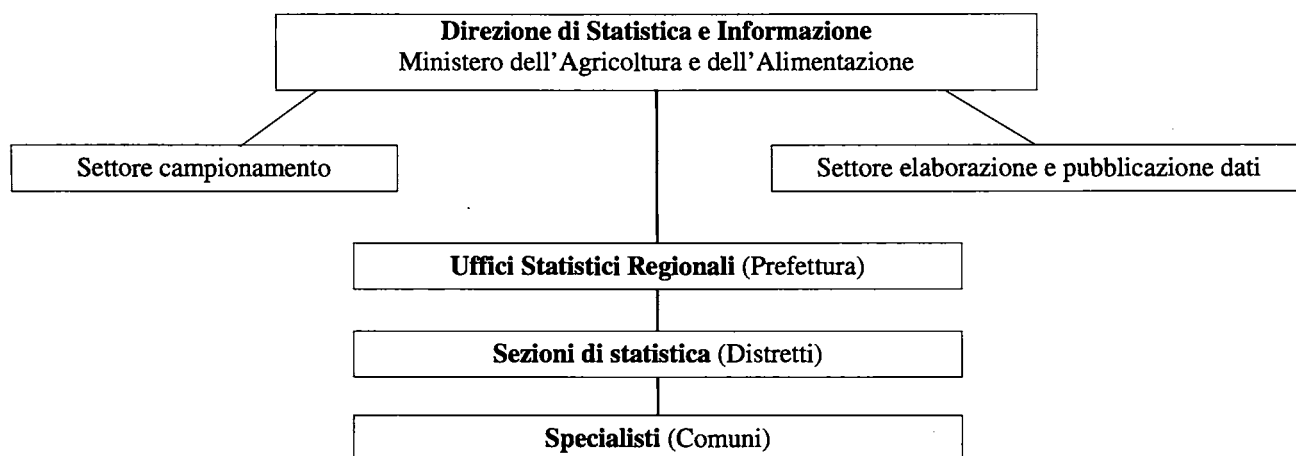 Direzione di Statistica e Informazione
Ministero dell'Agricoltura e dell'Alimentazione
Settore campionamento
Settore elaborazione e pubblicazione dati
Uffici Statistici Regionali (Prefettura)
Sezioni di statistica (Distretti)
Specialisti (Comuni)